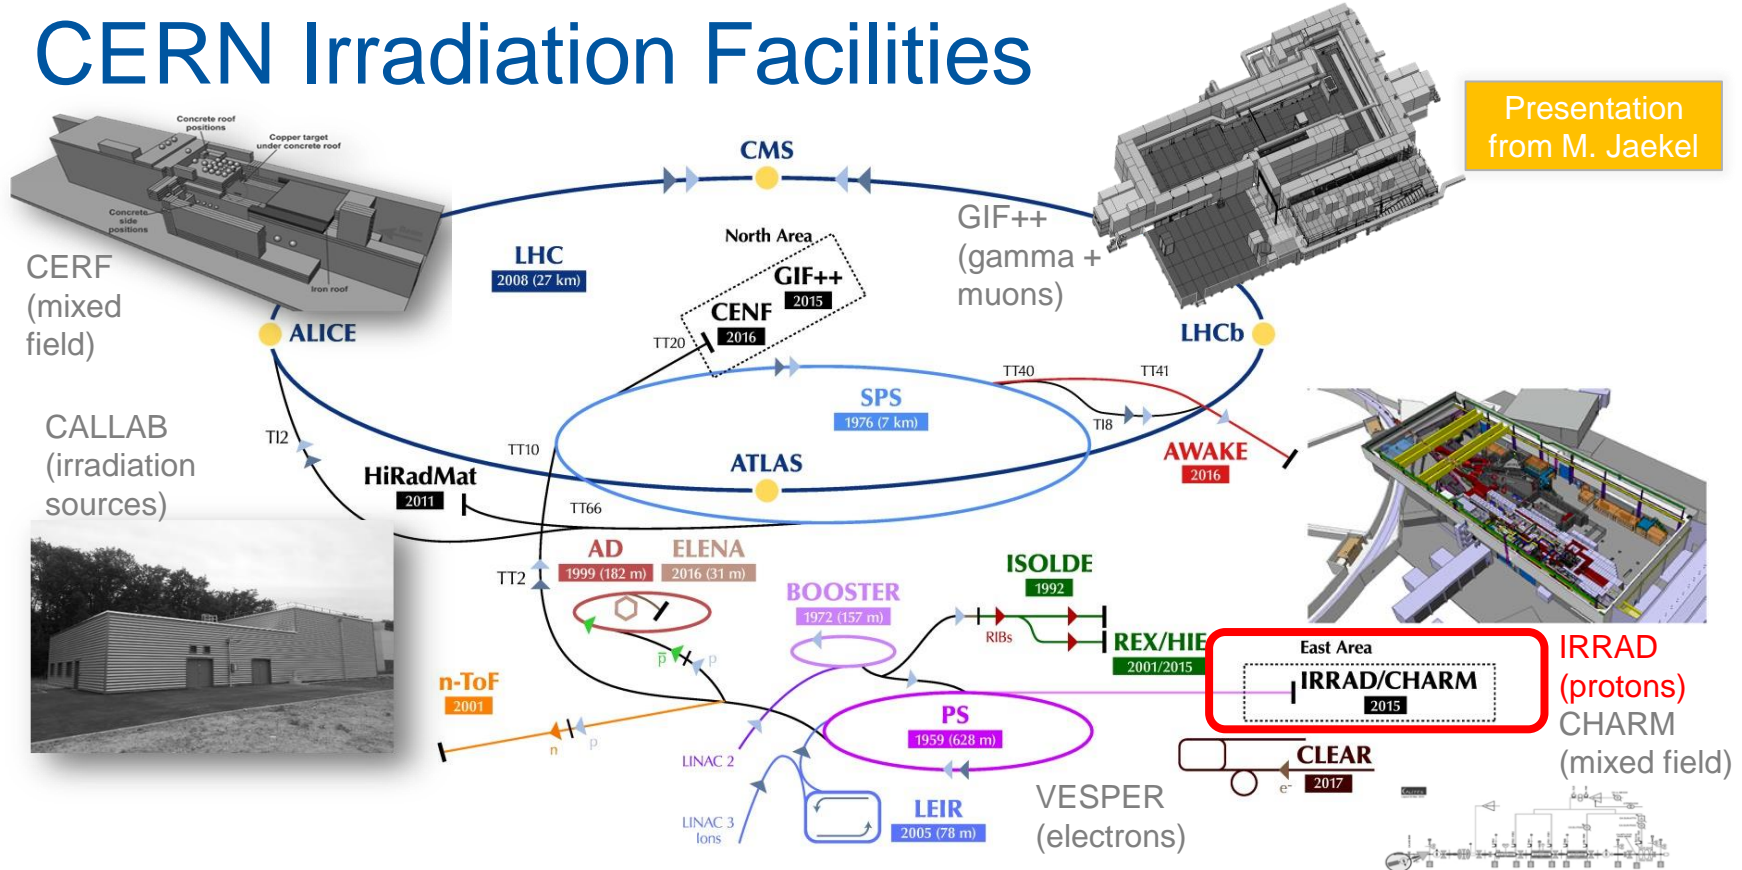 CERN Irradiation Facilities
Presentation
from M. Jaekel
Concrete roof
positions
Copper target
under concrete roof
Concrete
side
positions
Iron roof
CERF
(mixed
field)
CMS
GIF++
(gamma +
muons)
North Area
LHC
2008 (27 km)
GIF++
2015
CENF
2016
ALICE
LHCb
TT20
TT40
TT41
SPS
1976 (7 km)
TI8
TI2
TT10
CALLAB
(irradiation
sources)
ATLAS
AWAKE
2016
HiRadMat
2011
TT66
AD
1999 (182 m)
ELENA
2016 (31 m)
TT2
ISOLDE
1992
BOOSTER
1972 (157 m)
RIBs
REX/HIE
2001/2015
p̅
p
East Area
IRRAD/CHARM
2015
IRRAD
(protons)
CHARM
(mixed field)
n-ToF
2001
n
p
PS
1959 (628 m)
LINAC 2
CLEAR
2017
e-
VESPER
(electrons)
LEIR
2005 (78 m)
LINAC 3
Ions